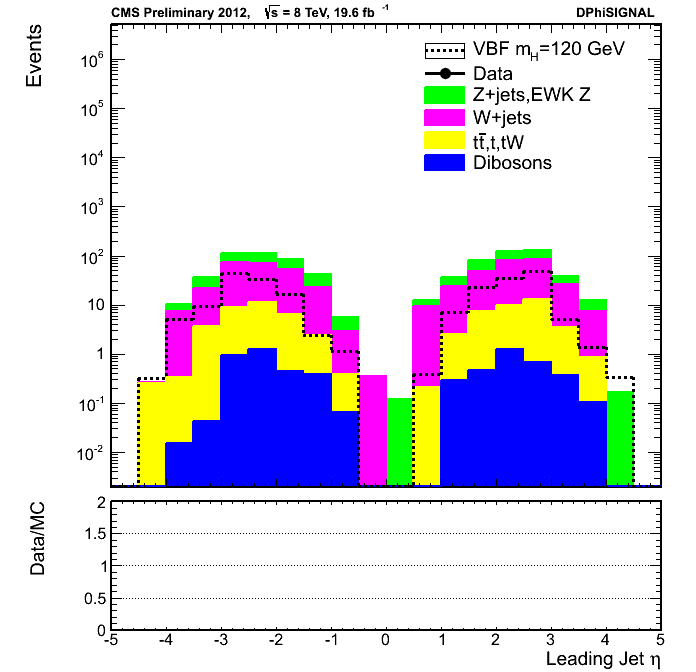 CMS Preliminary 2012, √s = 8 TeV, 19.6 fb⁻¹ DPhiSIGNAL
Events
10⁶
10⁵
10⁴
10³
10²
10
1
10⁻¹
10⁻²
VBF m_H=120 GeV
Data
Z+jets,EWK Z
W+jets
tt̄,t,tW
Dibosons
Data/MC
2
1.5
1
0.5
0
-5 -4 -3 -2 -1 0 1 2 3 4 5
Leading Jet η